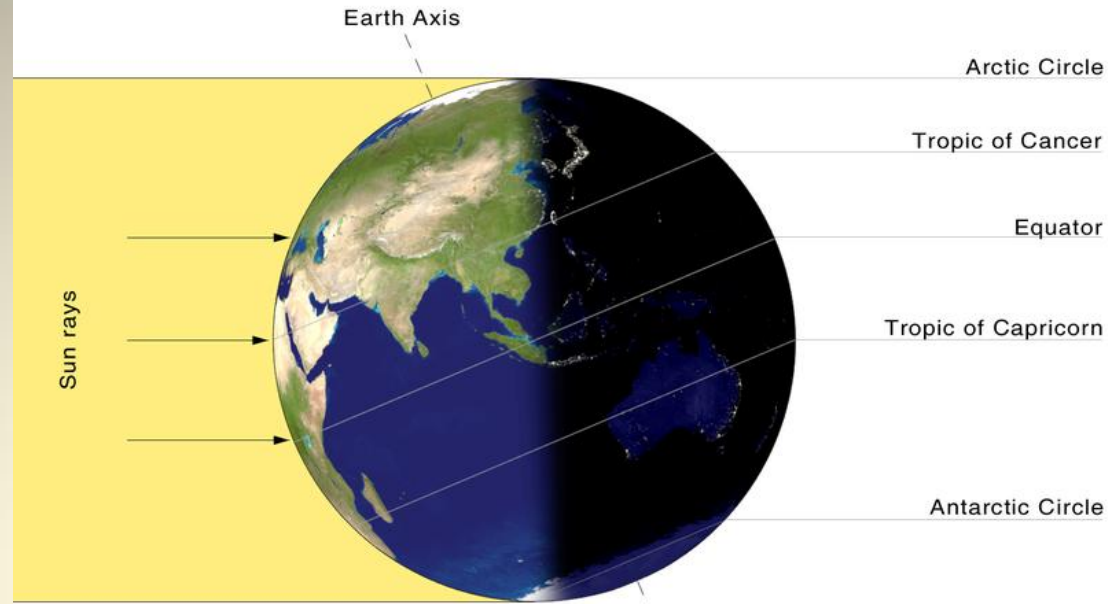 Earth Axis
Arctic Circle
Tropic of Cancer
Equator
Tropic of Capricorn
Antarctic Circle
Sun rays